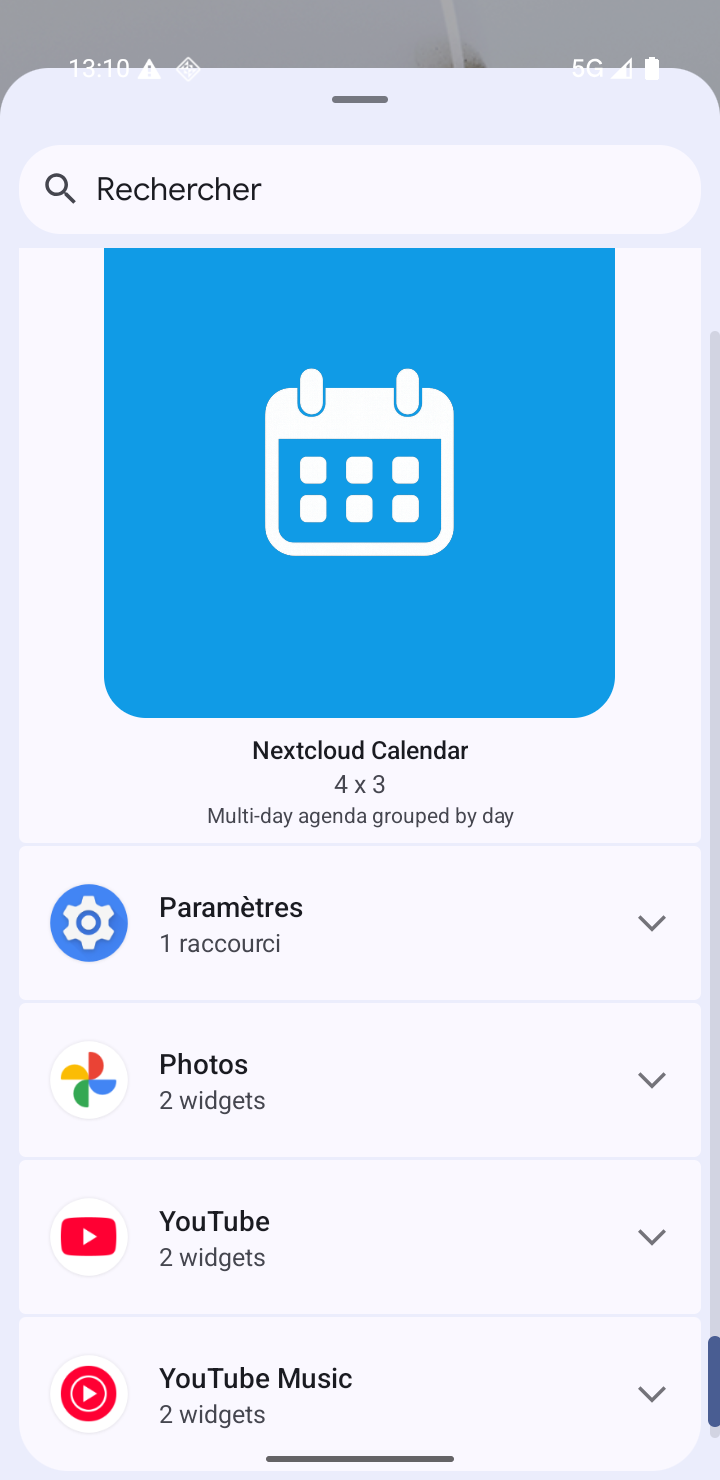 13:10
5G
Rechercher
Nextcloud Calendar
4 x 3
Multi-day agenda grouped by day
Paramètres
1 raccourci
Photos
2 widgets
YouTube
2 widgets
YouTube Music
2 widgets